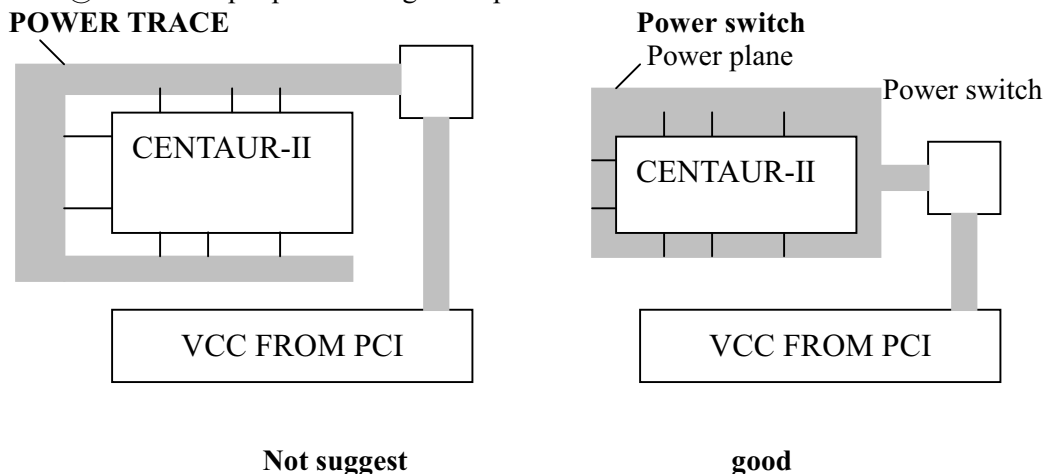 POWER TRACE
Power switch
Power plane
Power switch
CENTAUR-II
CENTAUR-II
VCC FROM PCI
VCC FROM PCI
Not suggest
good